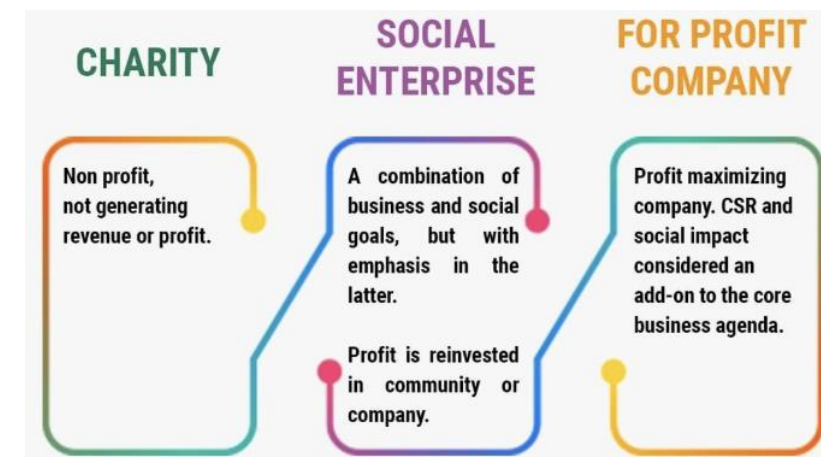 CHARITY
Non profit,
not generating
revenue or profit.
SOCIAL
ENTERPRISE
A combination of
business and social
goals, but with
emphasis in the
latter.
Profit is reinvested
in community or
company.
FOR PROFIT
COMPANY
Profit maximizing
company. CSR and
social impact
considered an
add-on to the core
business agenda.